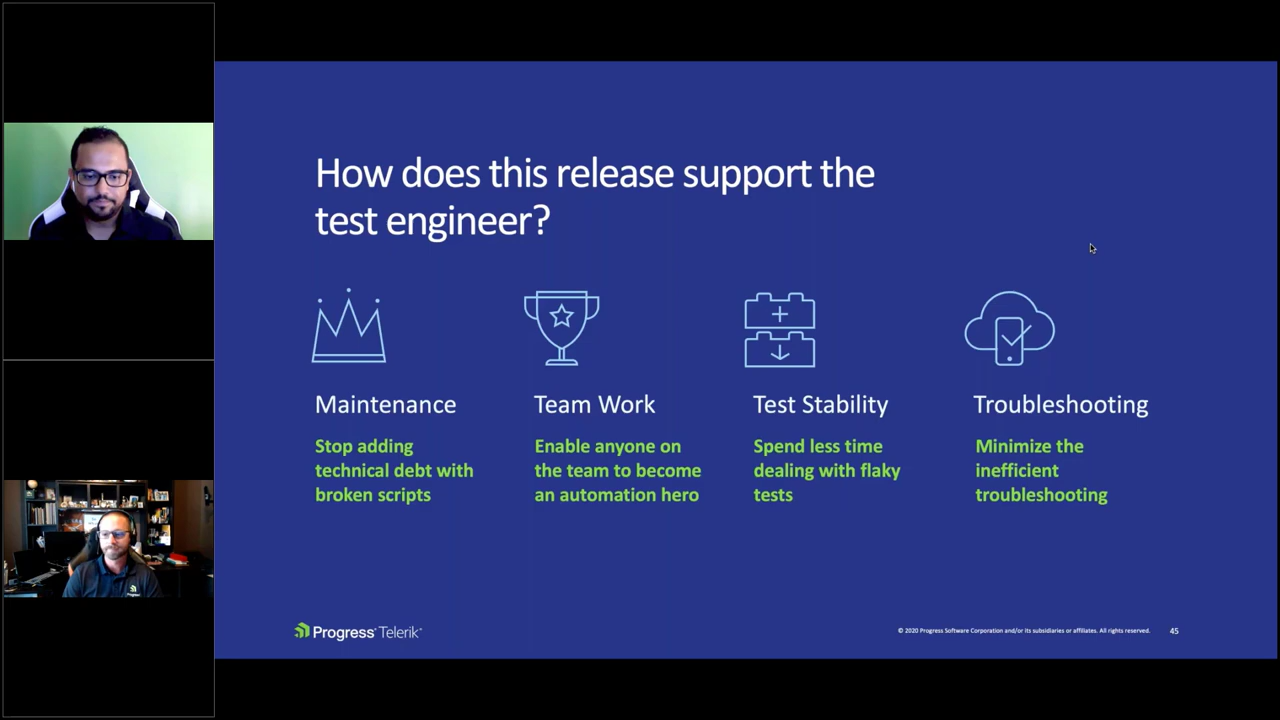 How does this release support the
test engineer?
Maintenance
Stop adding
technical debt with
broken scripts
Team Work
Enable anyone on
the team to become
an automation hero
Test Stability
Spend less time
dealing with flaky
tests
Troubleshooting
Minimize the
inefficient
troubleshooting
Progress Telerik
© 2020 Progress Software Corporation and/or its subsidiaries or affiliates. All rights reserved.
45